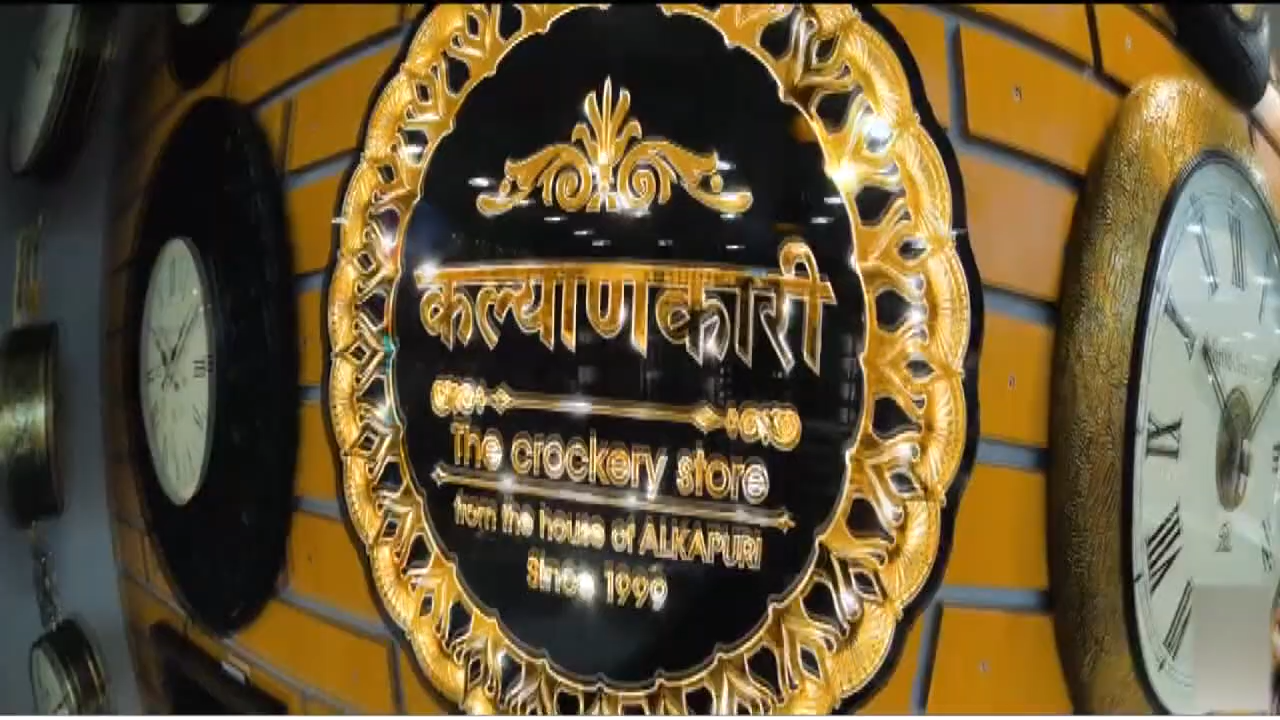 कल्याणकारी
The crockery store
from the house of ALKAPURI
Since 1999